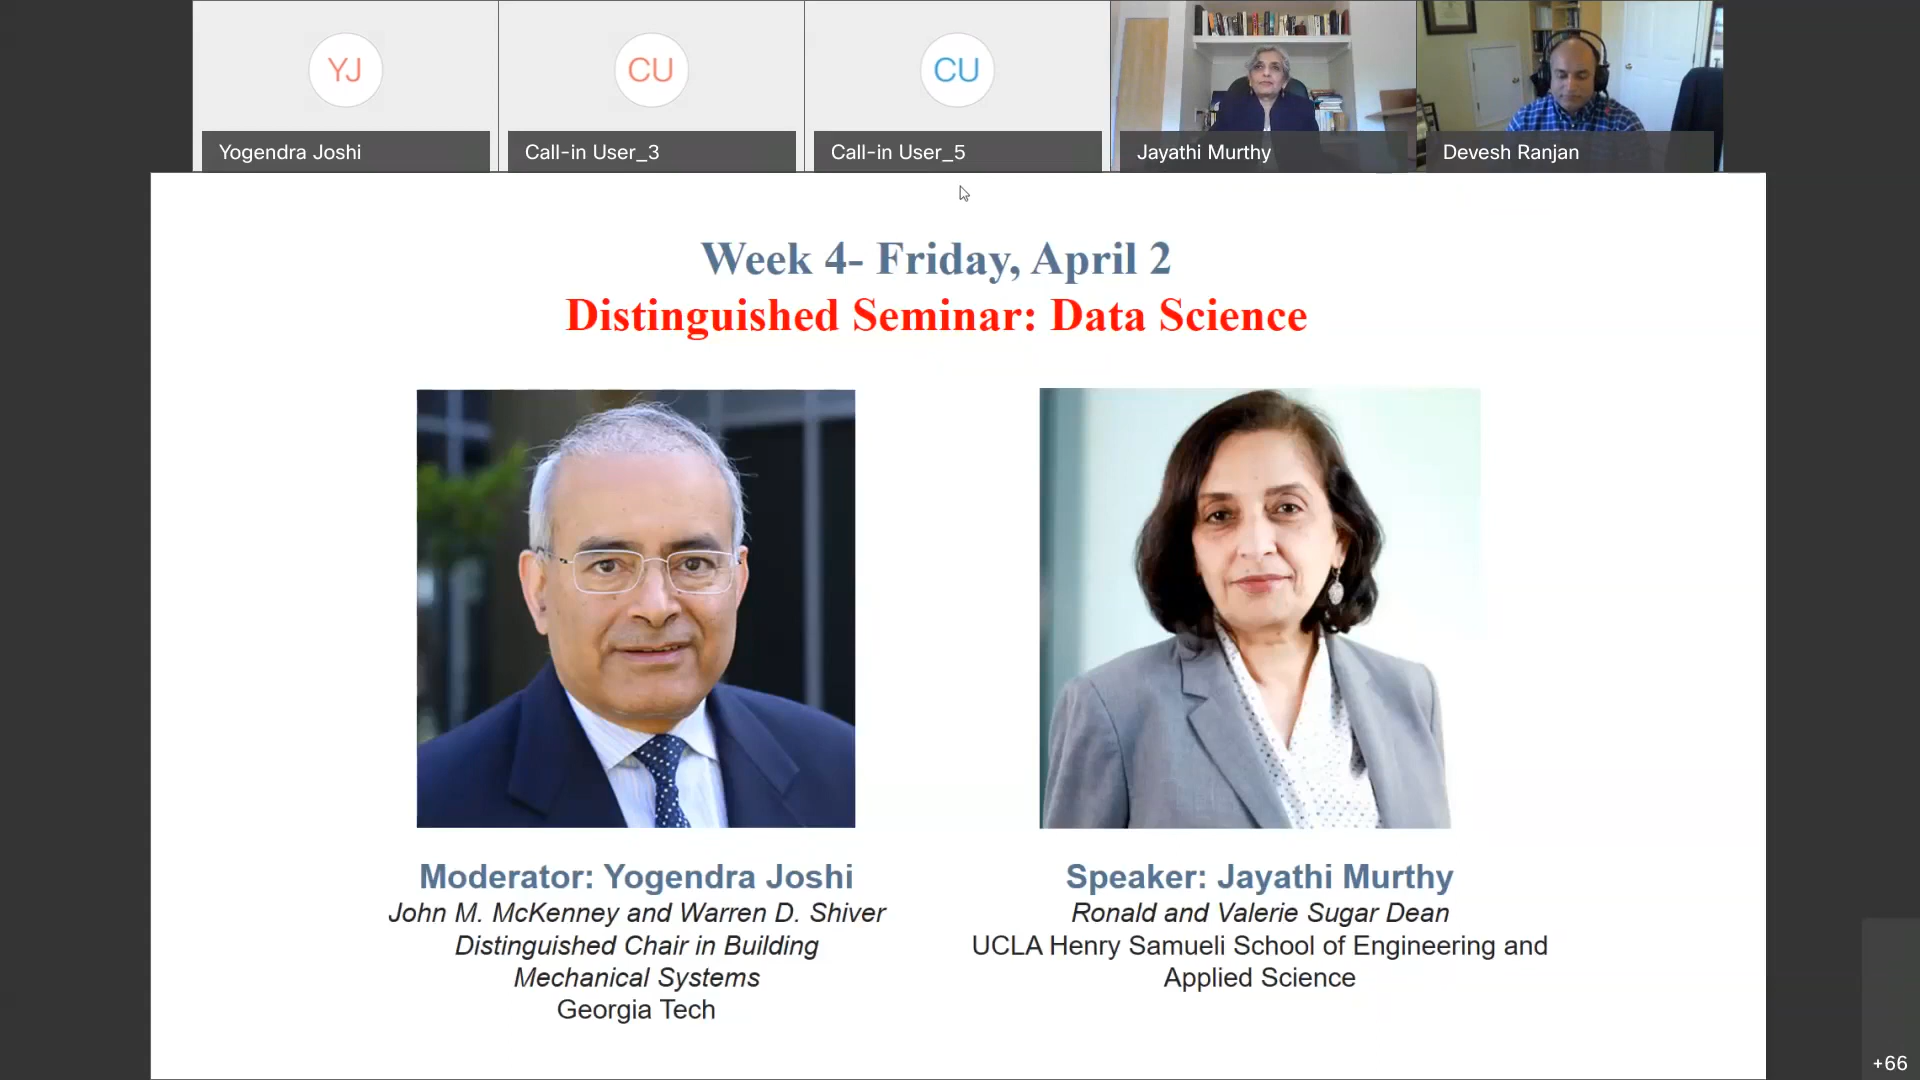 YJ
CU
CU
Yogendra Joshi
Call-in User_3
Call-in User_5
Jayathi Murthy
Devesh Ranjan
Week 4- Friday, April 2
Distinguished Seminar: Data Science
Moderator: Yogendra Joshi
John M. McKenney and Warren D. Shiver
Distinguished Chair in Building
Mechanical Systems
Georgia Tech
Speaker: Jayathi Murthy
Ronald and Valerie Sugar Dean
UCLA Henry Samueli School of Engineering and
Applied Science
+66